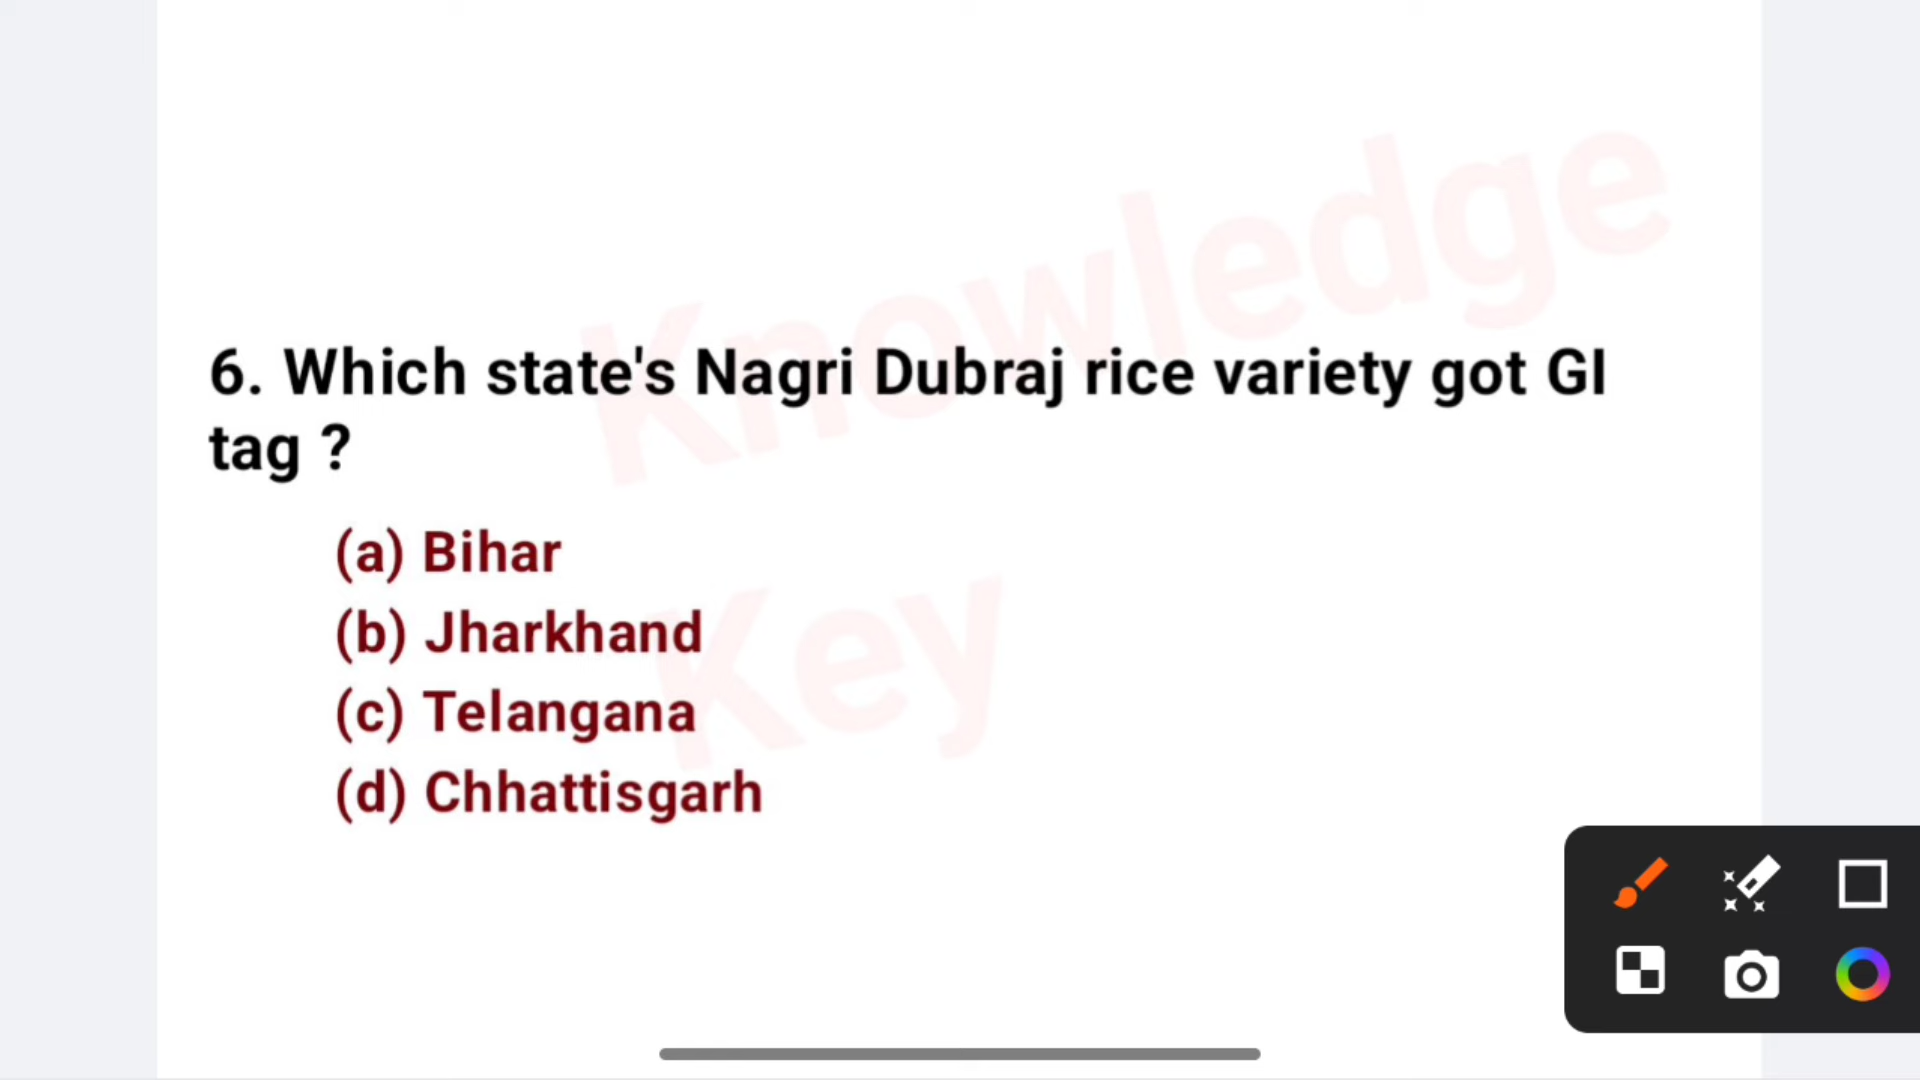 Knowledge
6. Which state's Nagri Dubraj rice variety got GI
tag ?
(a) Bihar
(b) Jharkhand
Key
(c) Telangana
(d) Chhattisgarh